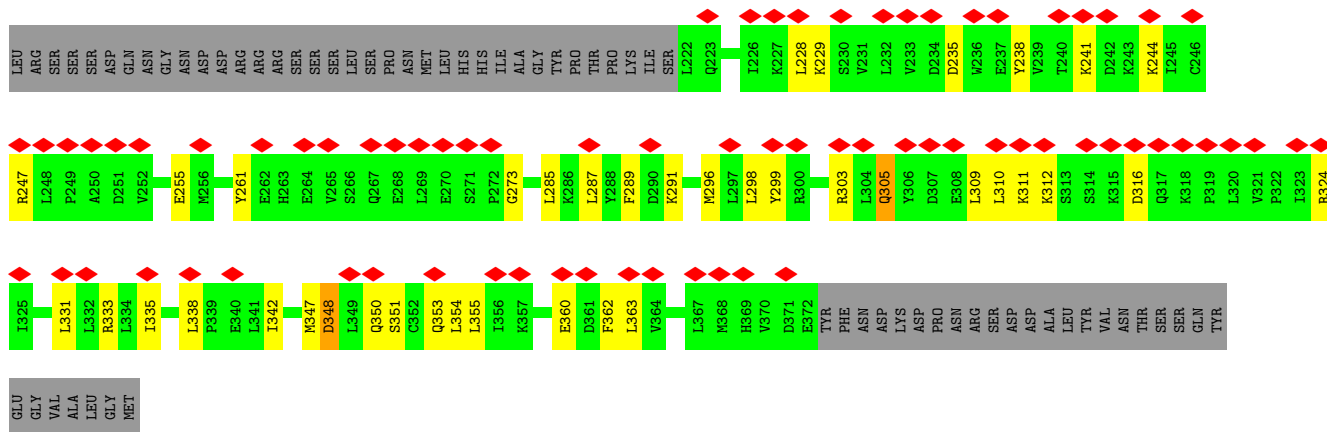 LEU ARG SER SER SER ASP GLN ASN GLY ASN ASP ASP ARG ARG ARG SER SER SER LEU SER PRO ASN MET LEU HIS HIS ILE ALA GLY TYR PRO THR PRO LYS ILE SER L222 Q223 I226 K227 L228 K229 S230 V231 L232 V233 D234 D235 W236 E237 Y238 V239 T240 K241 D242 K243 K244 I245 C246
R247 L248 P249 A250 D251 V252 E255 M256 Y261 E262 H263 E264 V265 S266 Q267 E268 L269 E270 S271 P272 G273 L285 K286 L287 Y288 F289 D290 K291 M296 L297 L298 Y299 R300 R303 L304 Q305 Y306 D307 E308 L309 L310 K311 K312 S313 S314 K315 D316 Q317 K318 P319 L320 V321 P322 I323 R324
I325 L331 L332 R333 L334 I335 L338 P339 E340 L341 I342 M347 D348 L349 Q350 S351 C352 Q353 L354 L355 I356 K357 E360 D361 F362 L363 V364 L367 M368 H369 V370 D371 E372 TYR PHE ASN ASP LYS ASP PRO ASN ARG SER ASP ASP ALA LEU TYR VAL ASN THR SER SER GLN TYR
GLU GLY VAL ALA LEU GLY MET